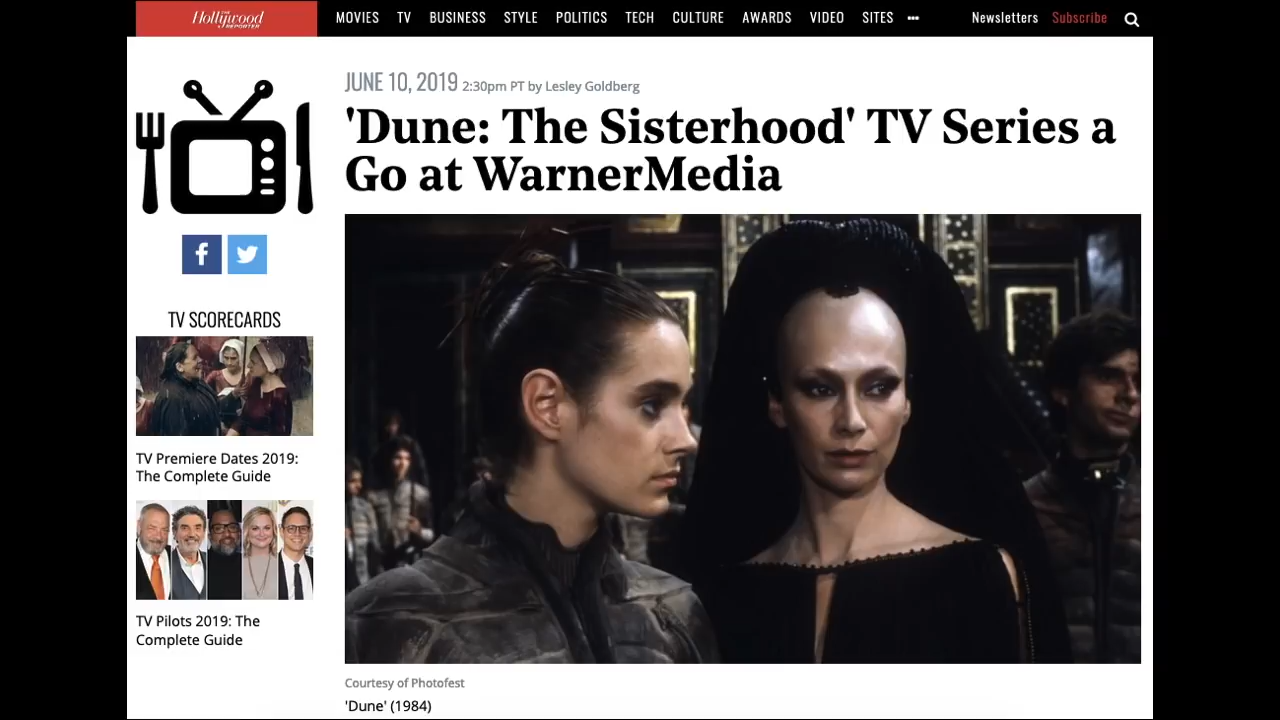 The
Hollywood
REPORTER
MOVIES TV BUSINESS STYLE POLITICS TECH CULTURE AWARDS VIDEO SITES ••• Newsletters Subscribe
JUNE 10, 2019 2:30pm PT by Lesley Goldberg
'Dune: The Sisterhood' TV Series a
Go at WarnerMedia
TV SCORECARDS
TV Premiere Dates 2019:
The Complete Guide
TV Pilots 2019: The
Complete Guide
Courtesy of Photofest
'Dune' (1984)